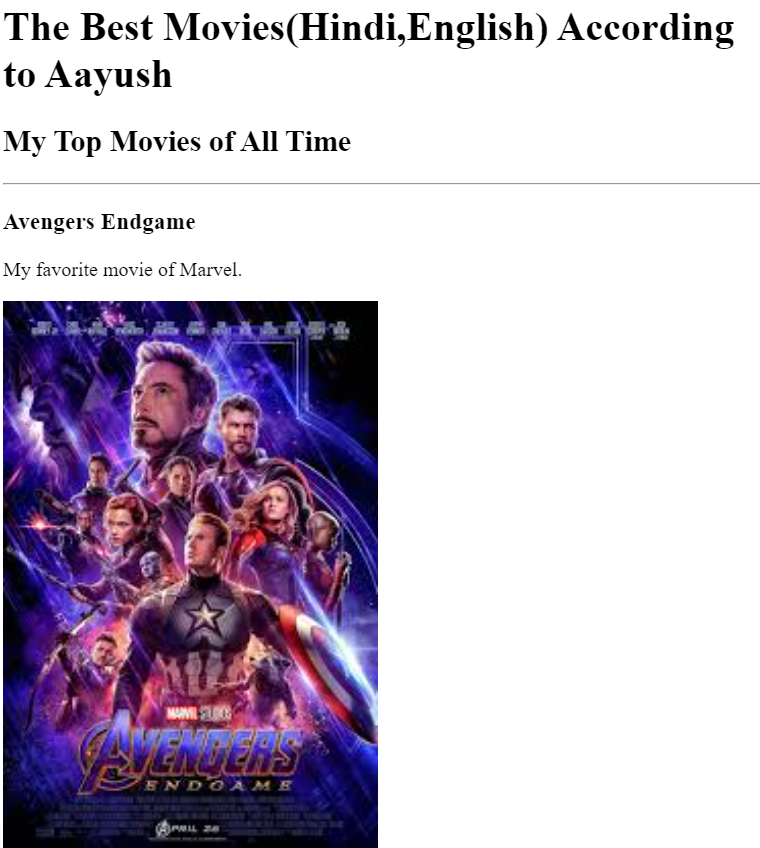 The Best Movies(Hindi,English) According
to Aayush
My Top Movies of All Time
Avengers Endgame
My favorite movie of Marvel.
MARVEL STUDIOS
AVENGERS
ENDGAME
APRIL 26